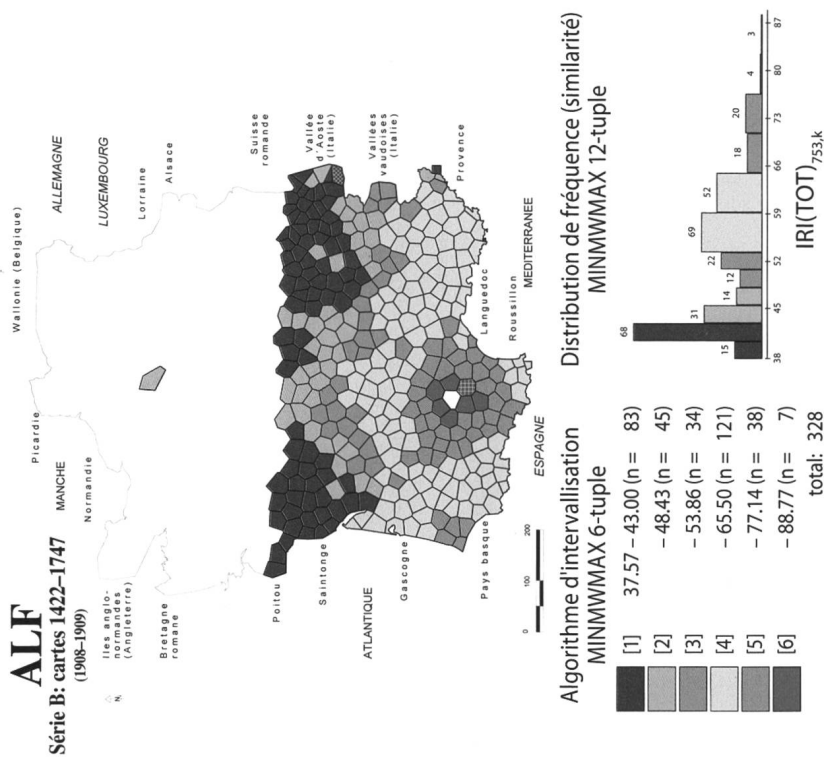 ALF
Série B: cartes 1422–1747
(1908–1909)
N.
Iles anglo-
normandes
(Angleterre)
Bretagne
romane
MANCHE
Normandie
Picardie
Wallonie (Belgique)
ALLEMAGNE
LUXEMBOURG
Lorraine
Alsace
Suisse
romande
Vallée
d'Aoste
(Italie)
Vallées
vaudoises
(Italie)
Provence
Poitou
Saintonge
ATLANTIQUE
Gascogne
Pays basque
ESPAGNE
Languedoc
Roussillon
MEDITERRANEE
0 100 200
Algorithme d'intervallisation
MINMWMAX 6-tuple
[1] 37.57 – 43.00 (n = 83)
[2] – 48.43 (n = 45)
[3] – 53.86 (n = 34)
[4] – 65.50 (n = 121)
[5] – 77.14 (n = 38)
[6] – 88.77 (n = 7)
total: 328
Distribution de fréquence (similarité)
MINMWMAX 12-tuple
15 68 31 14 12 22 69 52 18 20 4 3
38 45 52 59 66 73 80 87
IRI(TOT)753,k